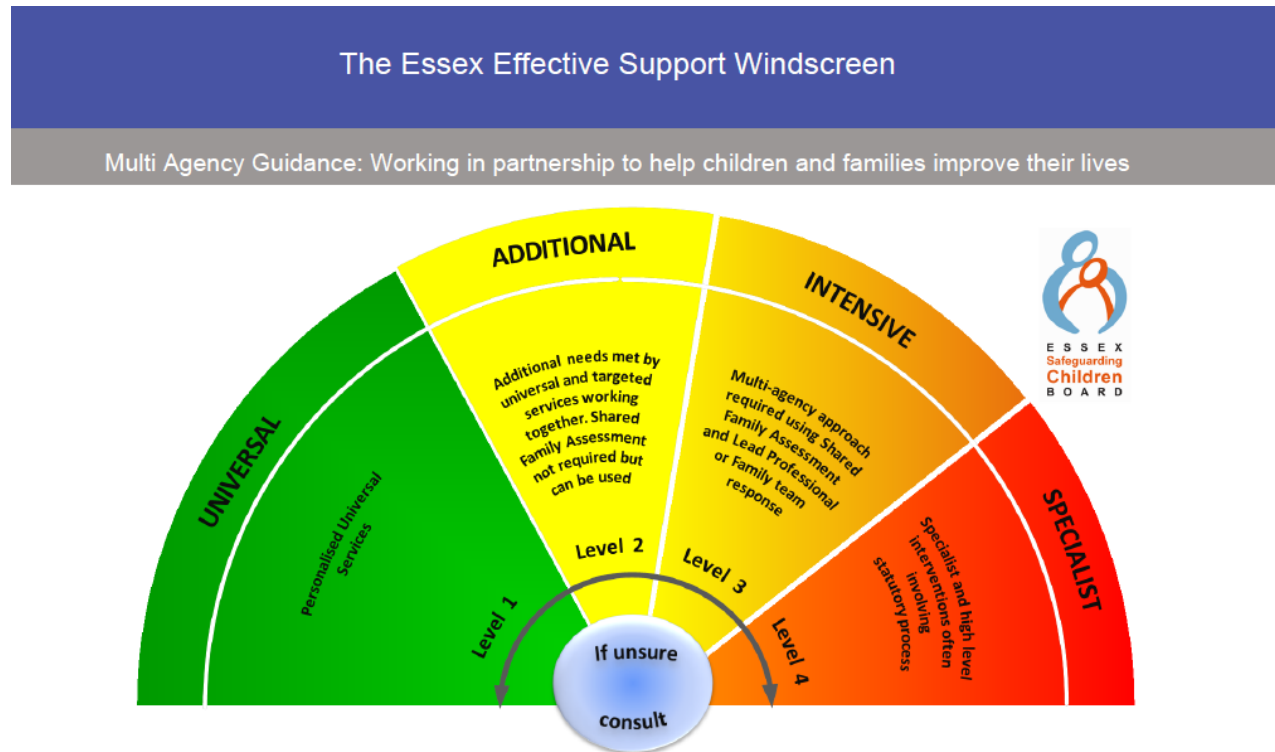 The Essex Effective Support Windscreen
Multi Agency Guidance: Working in partnership to help children and families improve their lives
UNIVERSAL
Personalised Universal
Services
Level 1
ADDITIONAL
Additional needs met by
universal and targeted
services working
together. Shared
Family Assessment
not required but
can be used
Level 2
INTENSIVE
Multi-agency approach
required using Shared
Family Assessment
and Lead Professional
or Family team
response
Level 3
SPECIALIST
Specialist and high level
interventions often
involving
statutory process
Level 4
If unsure
consult
ESSEX
Safeguarding
Children
BOARD